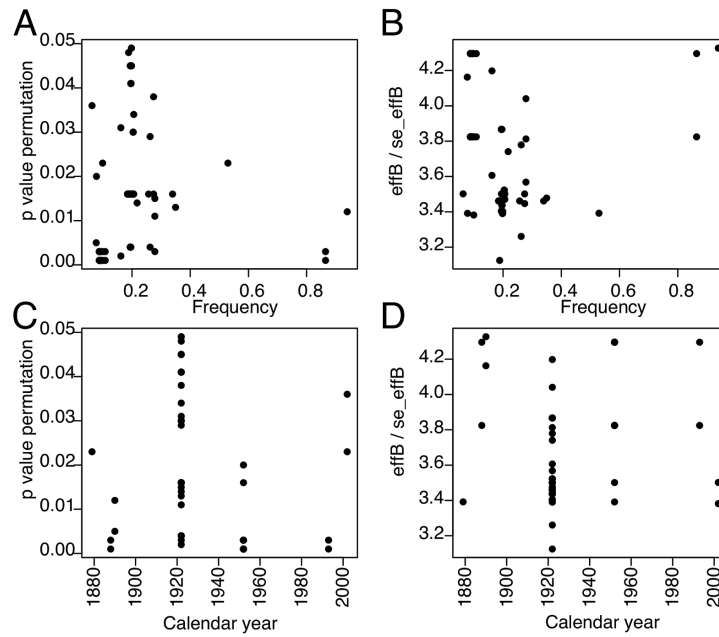 A
B
p value permutation
0.05
0.04
0.03
0.02
0.01
0.00
0.2 0.4 0.6 0.8
Frequency
effB / se_effB
4.2
4.0
3.8
3.6
3.4
3.2
0.2 0.4 0.6 0.8
Frequency
C
D
p value permutation
0.05
0.04
0.03
0.02
0.01
0.00
1880 1900 1920 1940 1960 1980 2000
Calendar year
effB / se_effB
4.2
4.0
3.8
3.6
3.4
3.2
1880 1900 1920 1940 1960 1980 2000
Calendar year